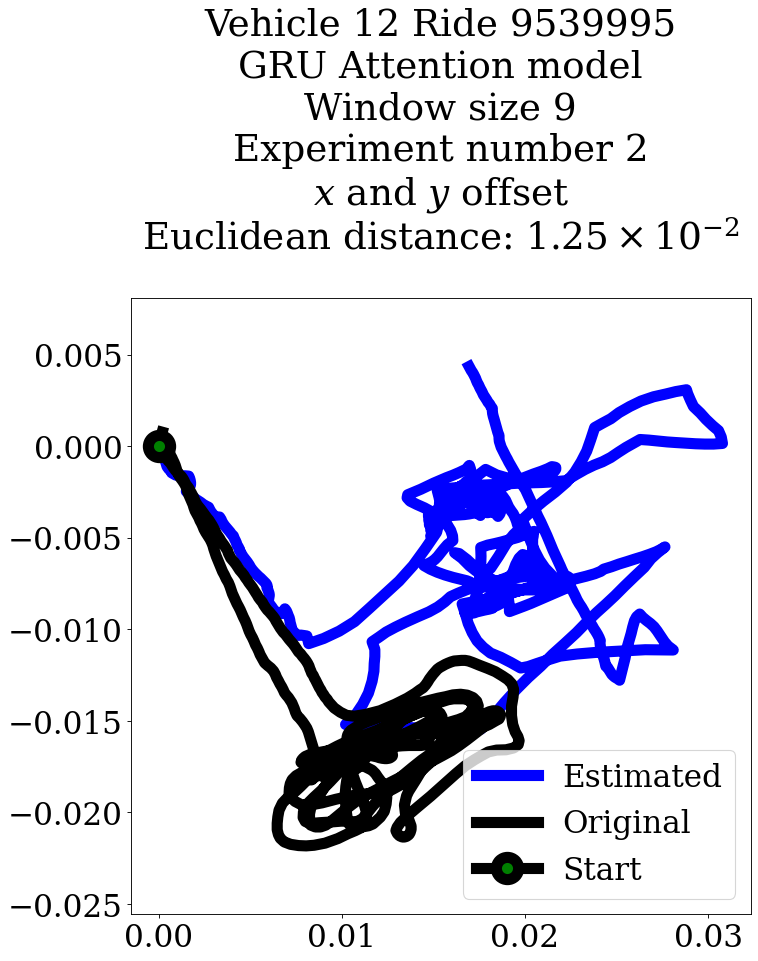 Vehicle 12 Ride 9539995
GRU Attention model
Window size 9
Experiment number 2
x and y offset
Euclidean distance: 1.25 × 10⁻²
0.005
0.000
−0.005
−0.010
−0.015
−0.020
−0.025
0.00 0.01 0.02 0.03
Estimated
Original
Start